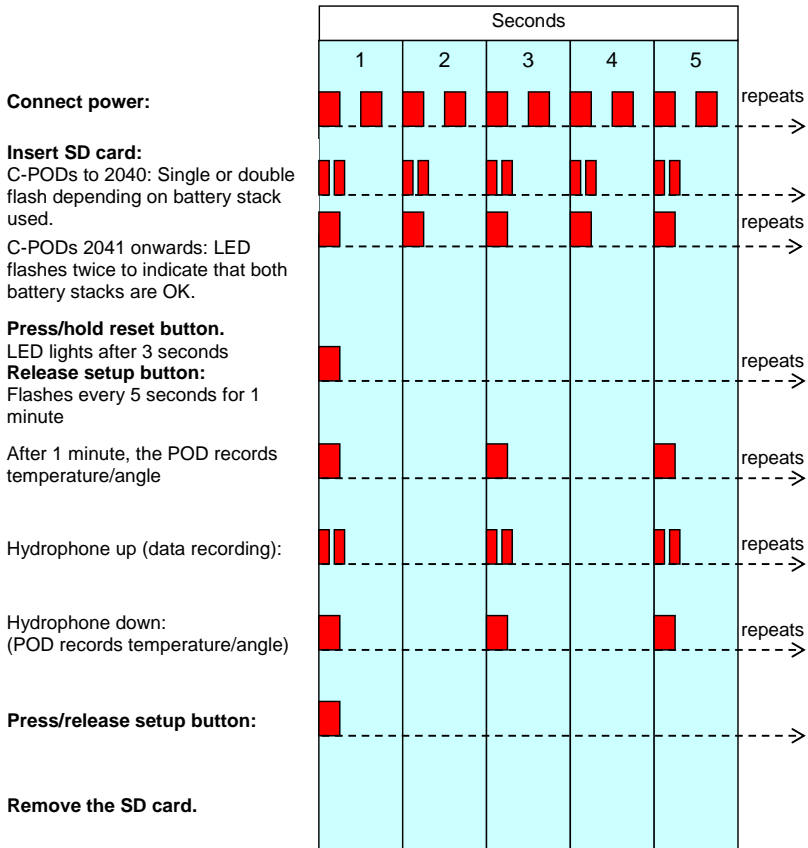 Seconds
1 2 3 4 5
Connect power:
repeats
Insert SD card:
C-PODs to 2040: Single or double
flash depending on battery stack
used.
repeats
C-PODs 2041 onwards: LED
flashes twice to indicate that both
battery stacks are OK.
Press/hold reset button.
LED lights after 3 seconds
repeats
Release setup button:
Flashes every 5 seconds for 1
minute
After 1 minute, the POD records
repeats
temperature/angle
Hydrophone up (data recording):
repeats
Hydrophone down:
repeats
(POD records temperature/angle)
Press/release setup button:
Remove the SD card.